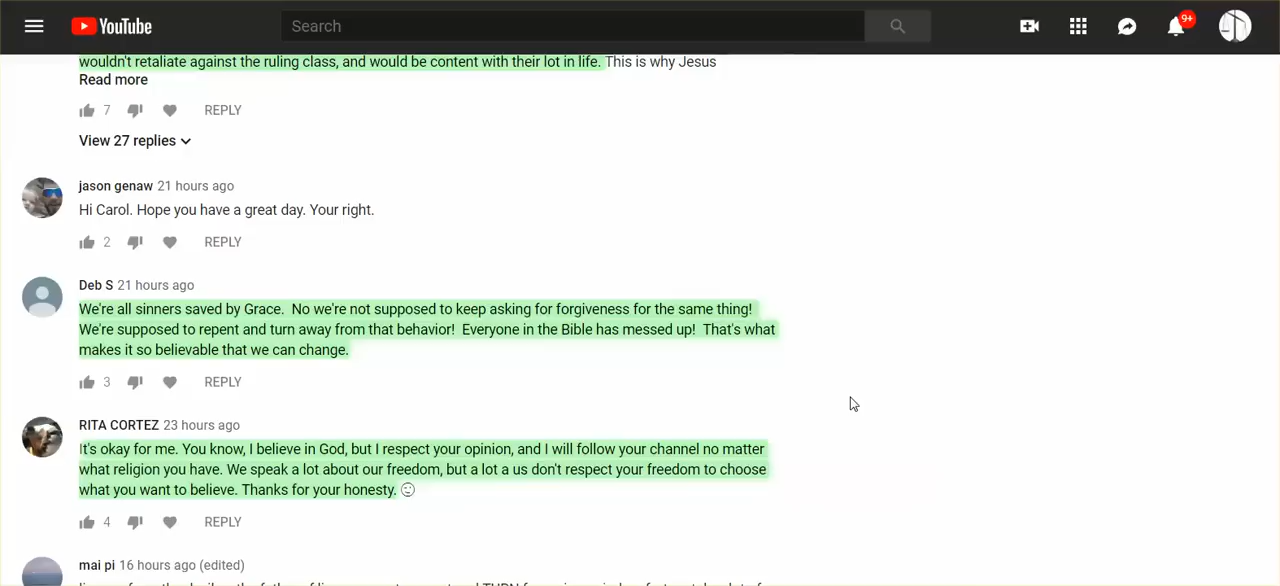 YouTube
Search
9+
wouldn't retaliate against the ruling class, and would be content with their lot in life. This is why Jesus
Read more
7 REPLY
View 27 replies
jason genaw 21 hours ago
Hi Carol. Hope you have a great day. Your right.
2 REPLY
Deb S 21 hours ago
We're all sinners saved by Grace.  No we're not supposed to keep asking for forgiveness for the same thing!
We're supposed to repent and turn away from that behavior!  Everyone in the Bible has messed up!  That's what
makes it so believable that we can change.
3 REPLY
RITA CORTEZ 23 hours ago
It's okay for me. You know, I believe in God, but I respect your opinion, and I will follow your channel no matter
what religion you have. We speak a lot about our freedom, but a lot a us don't respect your freedom to choose
what you want to believe. Thanks for your honesty. 🙂
4 REPLY
mai pi 16 hours ago (edited)